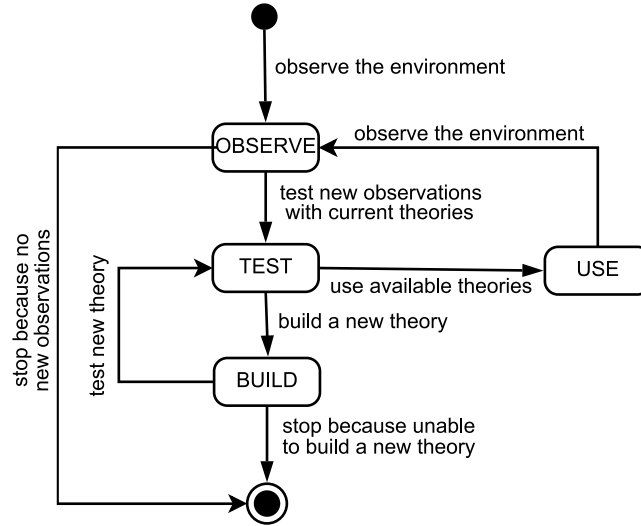 observe the environment
OBSERVE
observe the environment
test new observations
with current theories
stop because no
new observations
test new theory
TEST
use available theories
USE
build a new theory
BUILD
stop because unable
to build a new theory